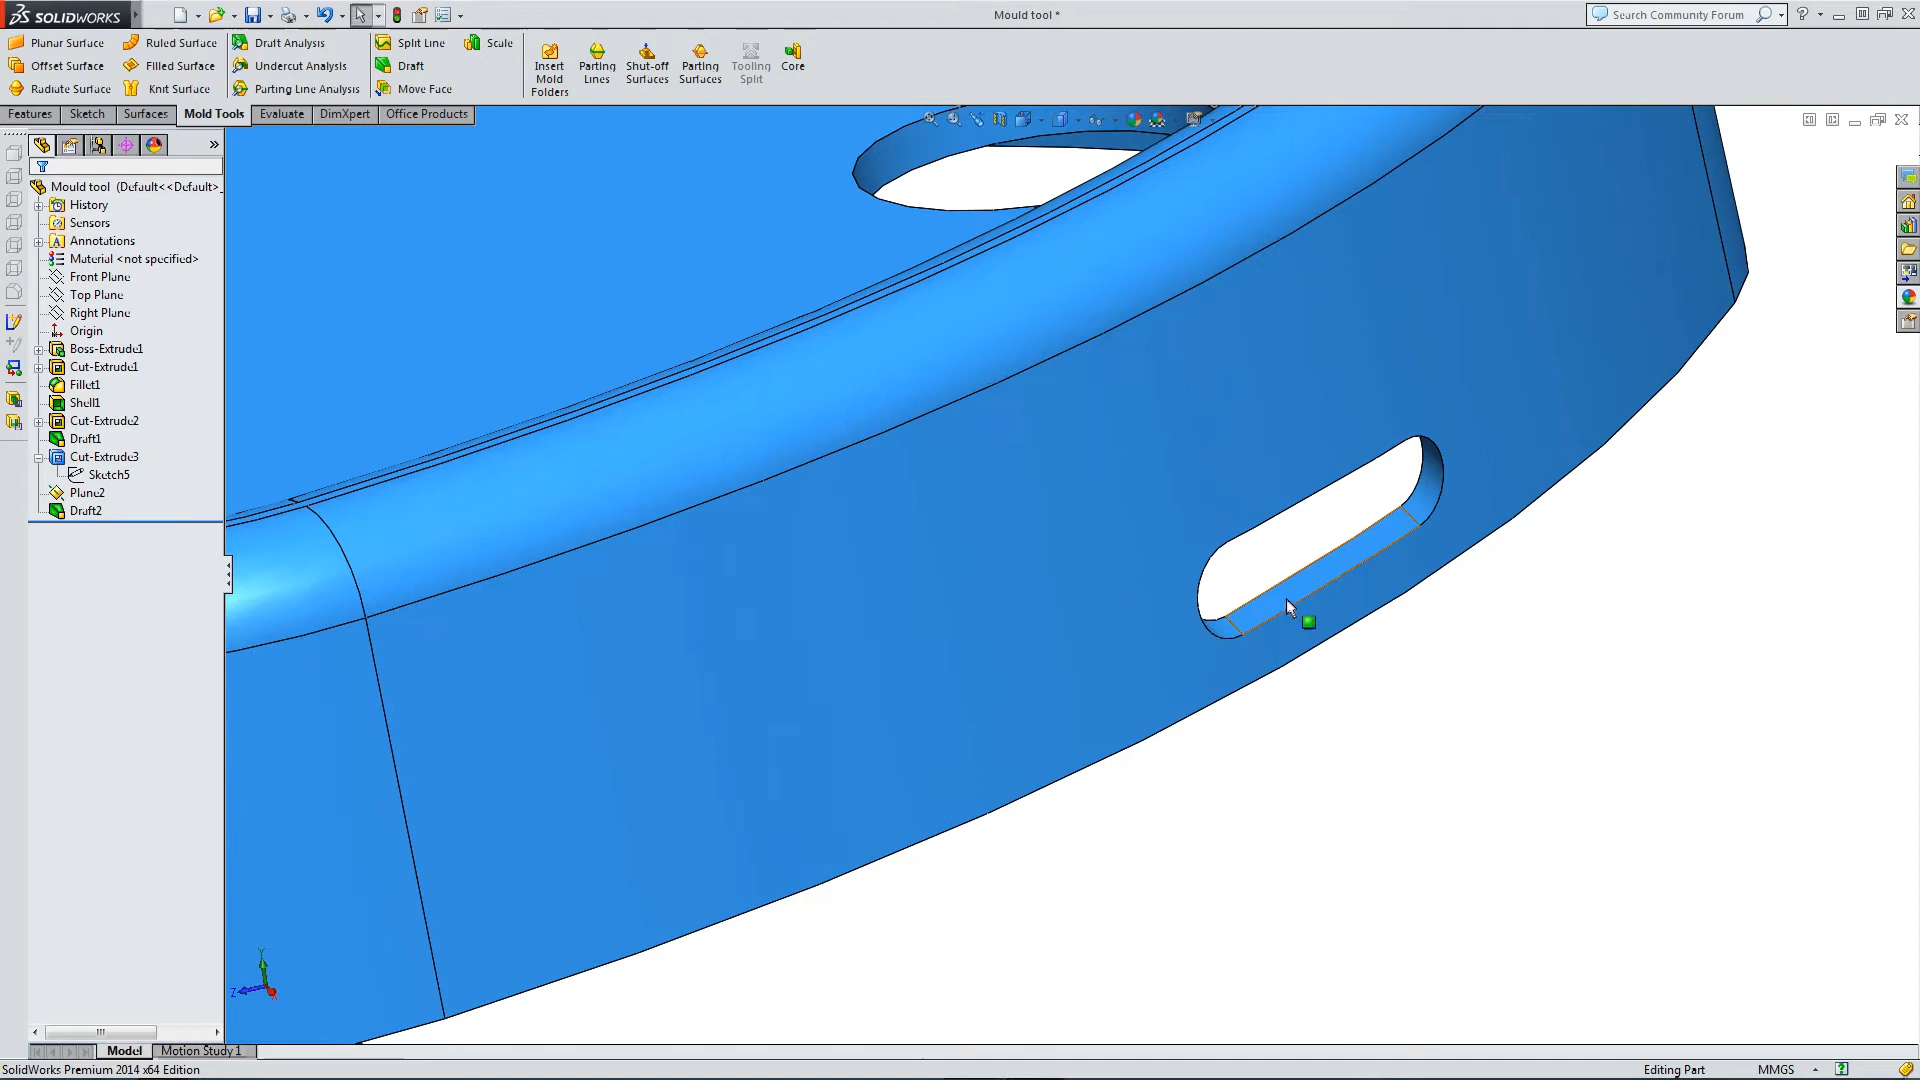 SOLIDWORKS
Mould tool *
Search Community Forum
Planar Surface
Ruled Surface
Draft Analysis
Split Line
Scale
Offset Surface
Filled Surface
Undercut Analysis
Draft
Radiate Surface
Knit Surface
Parting Line Analysis
Move Face
Insert Mold Folders
Parting Lines
Shut-off Surfaces
Parting Surfaces
Tooling Split
Core
Features
Sketch
Surfaces
Mold Tools
Evaluate
DimXpert
Office Products
Mould tool (Default<<Default>_
History
Sensors
Annotations
Material <not specified>
Front Plane
Top Plane
Right Plane
Origin
Boss-Extrude1
Cut-Extrude1
Fillet1
Shell1
Cut-Extrude2
Draft1
Cut-Extrude3
Sketch5
Plane2
Draft2
Y
Z
Model
Motion Study 1
SolidWorks Premium 2014 x64 Edition
Editing Part
MMGS